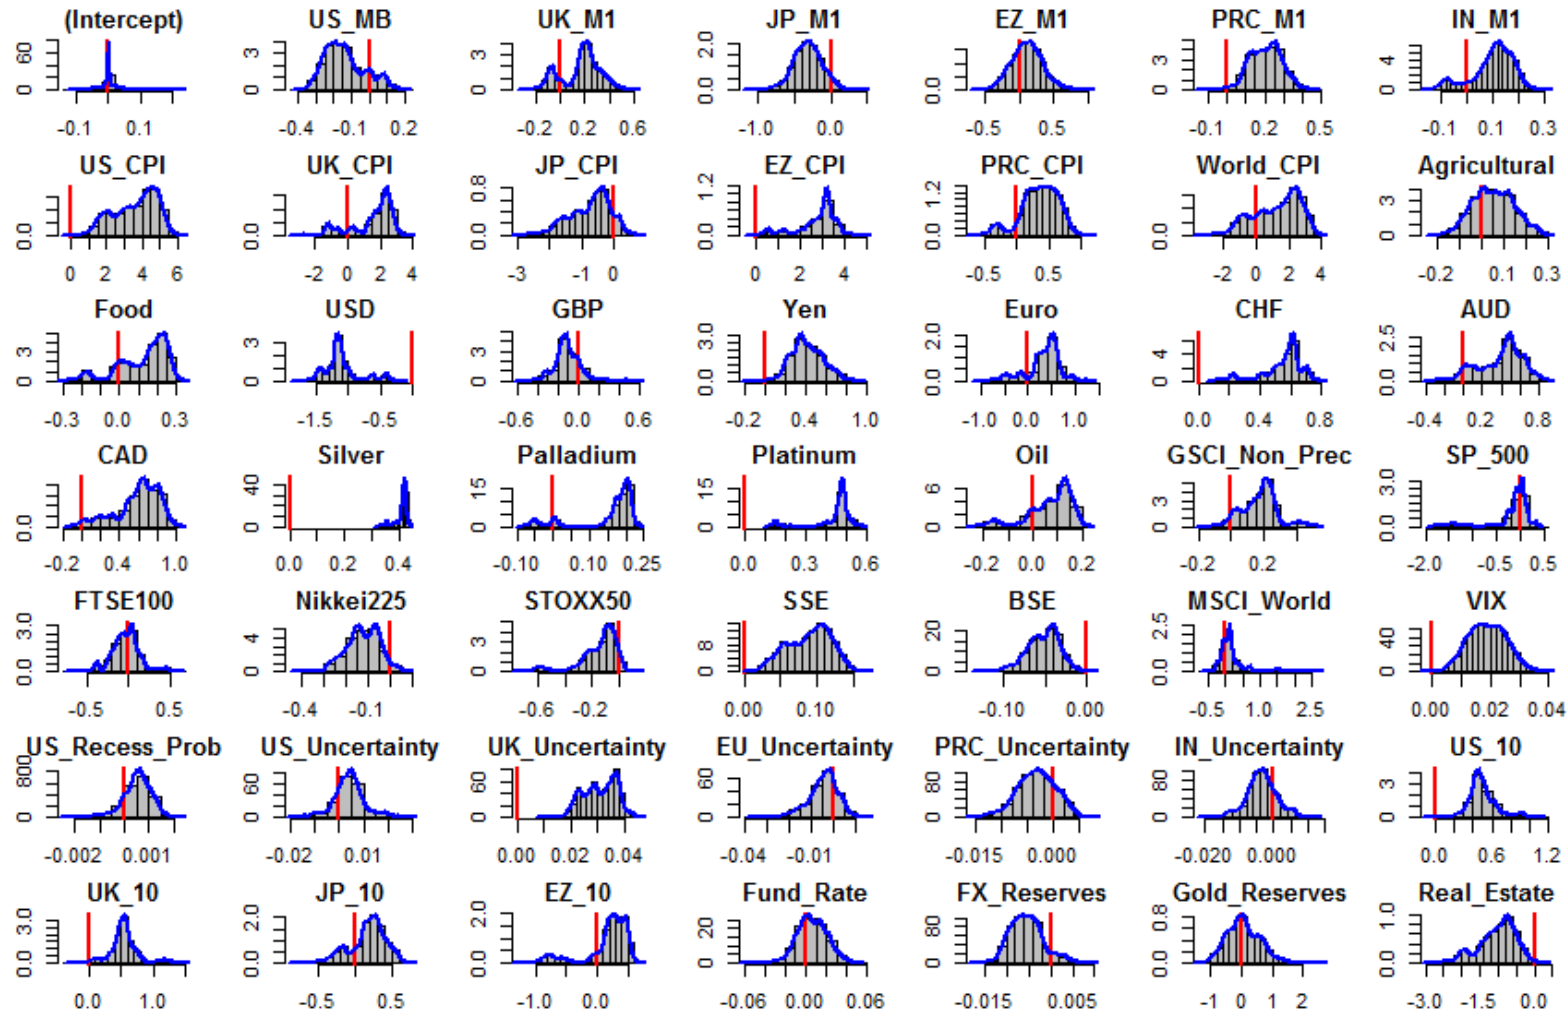 (Intercept) US_MB UK_M1 JP_M1 EZ_M1 PRC_M1 IN_M1
0 60 0 3 0 3 0.0 2.0 0.0 0 3 0 4
-0.1 0.1 -0.4 -0.1 0.2 -0.2 0.2 0.6 -1.0 0.0 -0.5 0.5 -0.1 0.2 0.5 -0.1 0.1 0.3
US_CPI UK_CPI JP_CPI EZ_CPI PRC_CPI World_CPI Agricultural
0.0 0.0 0.0 0.8 0.0 1.2 0.0 1.2 0.0 0 3
0 2 4 6 -2 0 2 4 -3 -1 0 0 2 4 -0.5 0.5 -2 0 2 4 -0.2 0.1 0.3
Food USD GBP Yen Euro CHF AUD
0 3 0 3 0 3 0.0 3.0 0.0 2.0 0 4 0.0 2.5
-0.3 0.0 0.3 -1.5 -0.5 -0.6 0.0 0.6 -0.2 0.4 1.0 -1.0 0.0 1.0 0.0 0.4 0.8 -0.4 0.2 0.8
CAD Silver Palladium Platinum Oil GSCI_Non_Prec SP_500
0.0 0 40 0 15 0 15 0 6 0 3 0.0 3.0
-0.2 0.4 1.0 0.0 0.2 0.4 -0.10 0.10 0.25 0.0 0.3 0.6 -0.2 0.0 0.2 -0.2 0.2 -2.0 -0.5 0.5
FTSE100 Nikkei225 STOXX50 SSE BSE MSCI_World VIX
0.0 3.0 0 4 0 3 0 8 0 20 0.0 2.5 0 40
-0.5 0.5 -0.4 -0.1 -0.6 -0.2 0.00 0.10 -0.10 0.00 -0.5 1.0 2.5 0.00 0.02 0.04
US_Recess_Prob US_Uncertainty UK_Uncertainty EU_Uncertainty PRC_Uncertainty IN_Uncertainty US_10
0 800 0 60 0 60 0 60 0 80 0 80 0 3
-0.002 0.001 -0.02 0.01 0.00 0.02 0.04 -0.04 -0.01 -0.015 0.000 -0.020 0.000 0.0 0.6 1.2
UK_10 JP_10 EZ_10 Fund_Rate FX_Reserves Gold_Reserves Real_Estate
0.0 3.0 0.0 2.0 0.0 2.0 0 20 0 80 0.0 0.8 0.0 1.0
0.0 1.0 -0.5 0.5 -1.0 0.0 -0.06 0.00 0.06 -0.015 0.005 -1 0 1 2 -3.0 -1.5 0.0